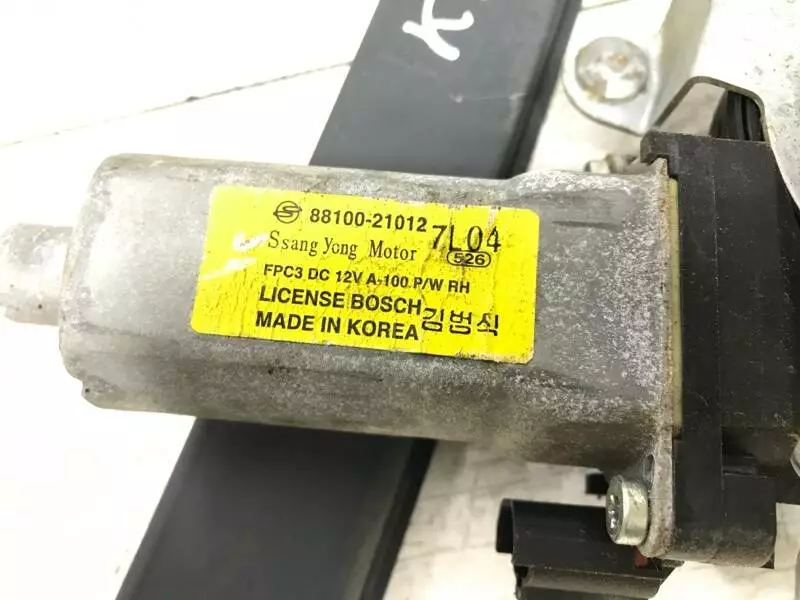 88100-21012 7L04
Ssang Yong Motor 526
FPC3 DC 12V A-100 P/W RH
LICENSE BOSCH
MADE IN KOREA 김범식